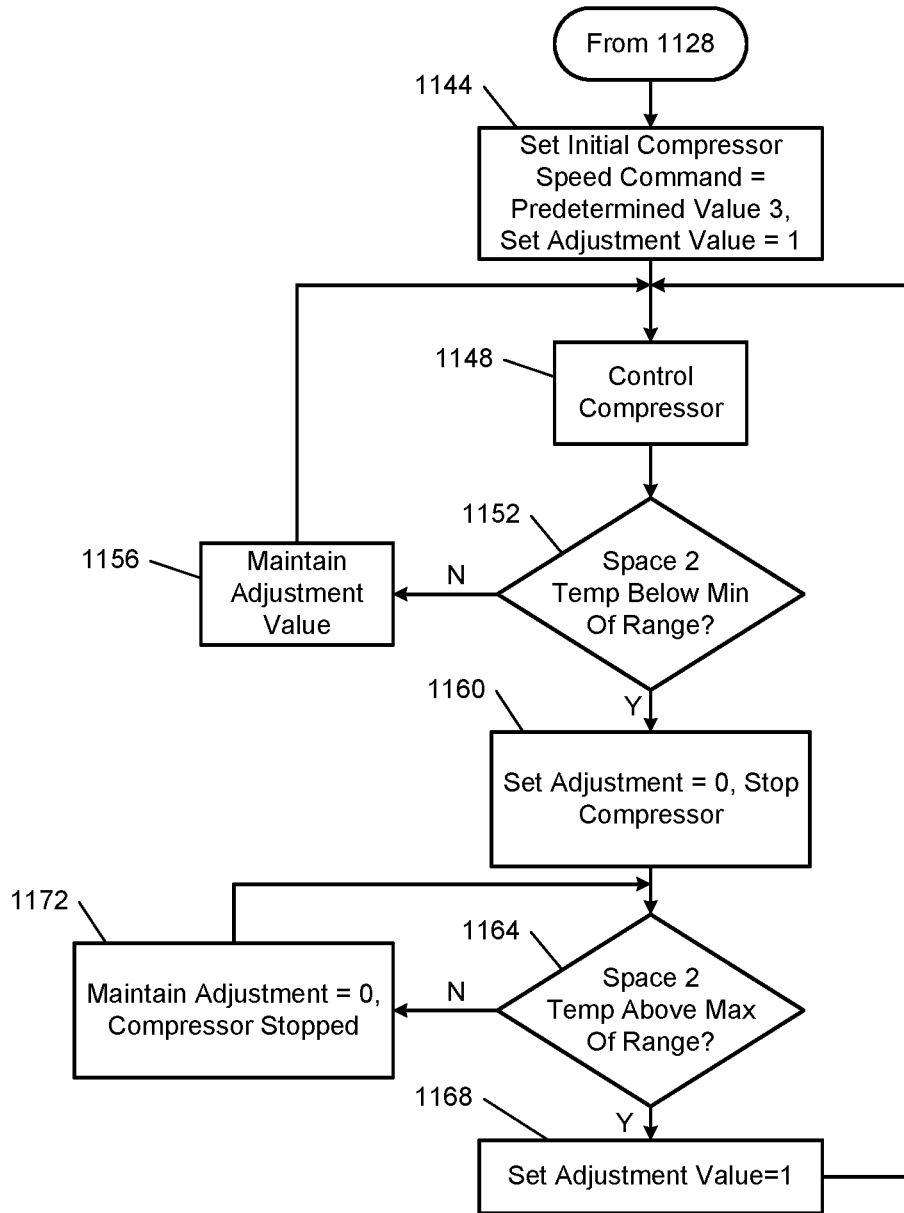 From 1128
1144
Set Initial Compressor
Speed Command =
Predetermined Value 3,
Set Adjustment Value = 1
1148
Control
Compressor
1152
Space 2
Temp Below Min
Of Range?
N
1156
Maintain
Adjustment
Value
Y
1160
Set Adjustment = 0, Stop
Compressor
1164
Space 2
Temp Above Max
Of Range?
N
1172
Maintain Adjustment = 0,
Compressor Stopped
Y
1168
Set Adjustment Value=1